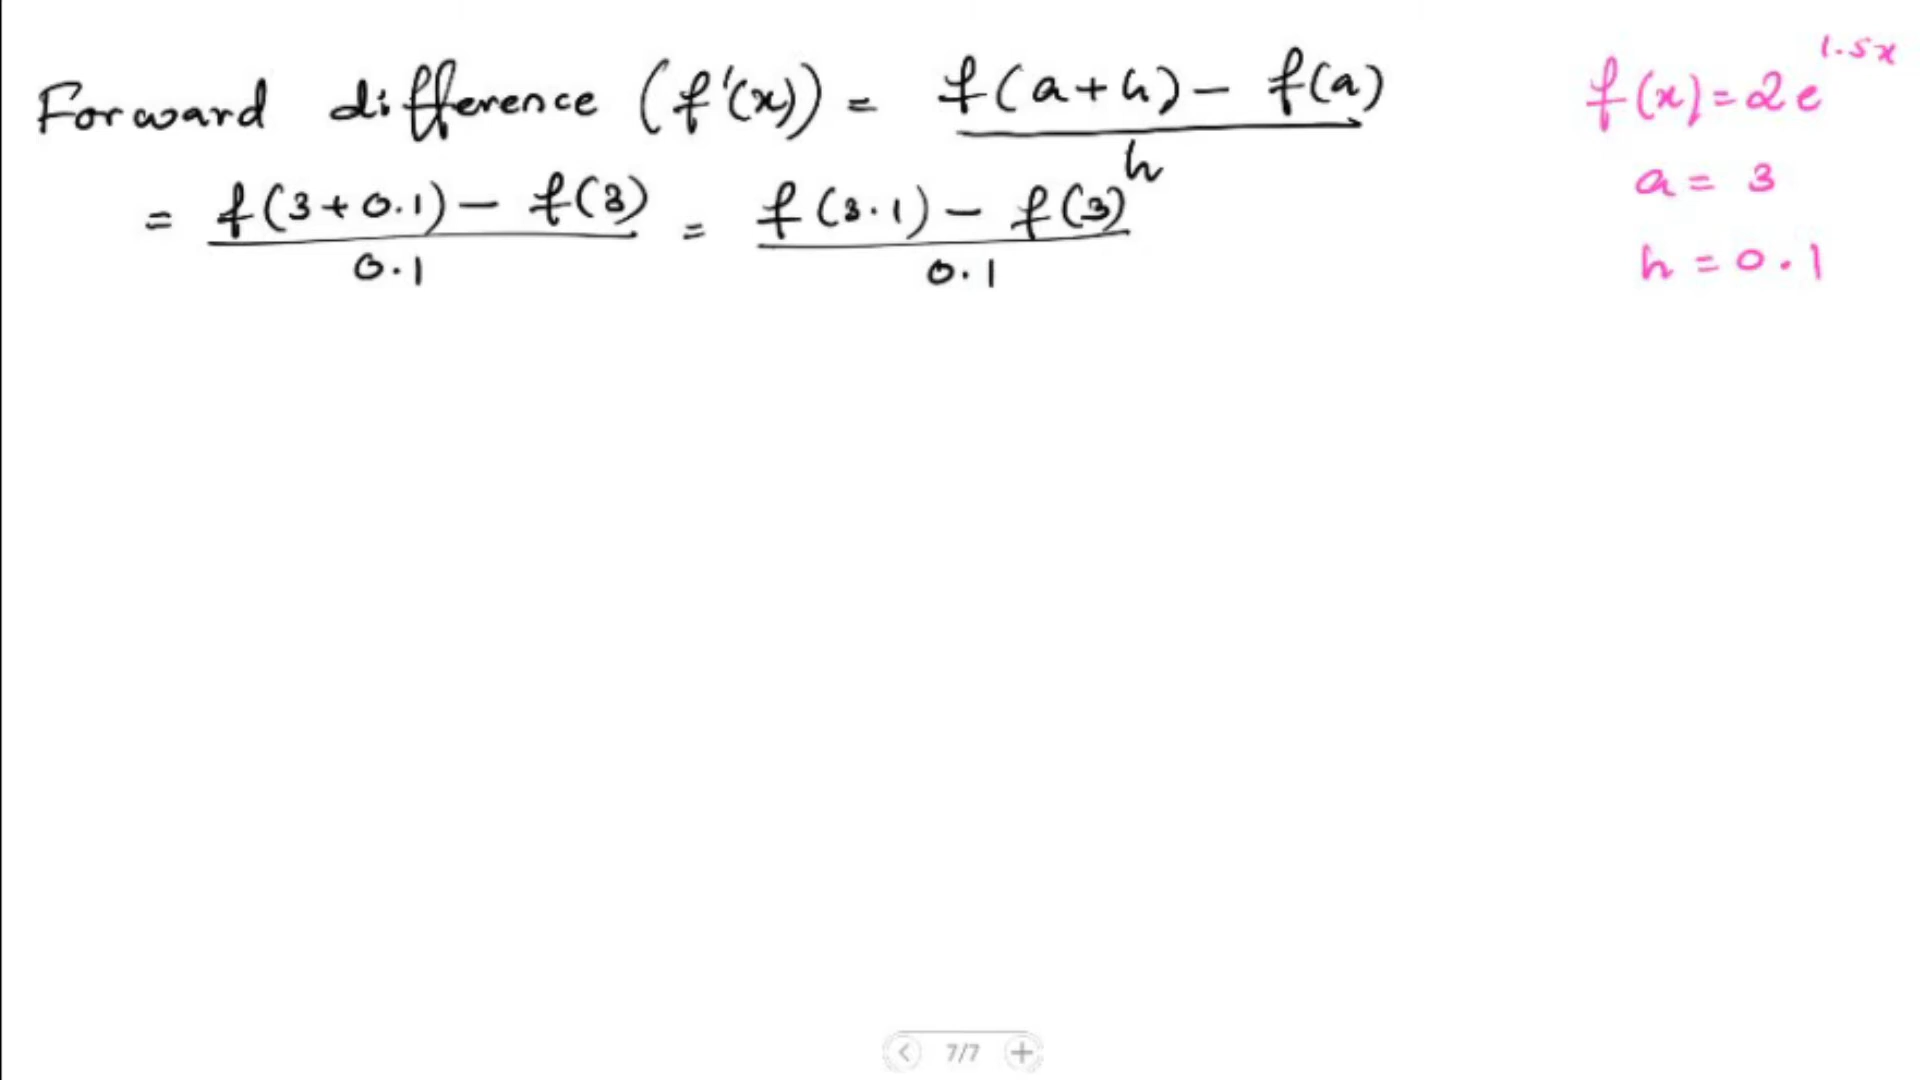 Forward difference (f'(x)) = f(a+h) - f(a) / h
= f(3+0.1) - f(3) / 0.1 = f(3.1) - f(3) / 0.1
f(x) = 2e^1.5x
a = 3
h = 0.1
< 7/7 +